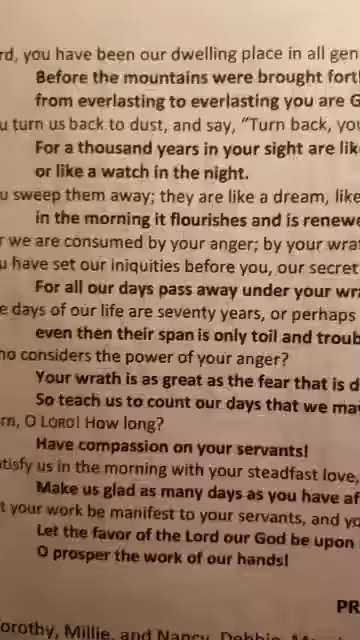 rd, you have been our dwelling place in all gen
Before the mountains were brought fort
from everlasting to everlasting you are G
u turn us back to dust, and say, “Turn back, you
For a thousand years in your sight are lik
or like a watch in the night.
u sweep them away; they are like a dream, like
in the morning it flourishes and is renewe
r we are consumed by your anger; by your wra
u have set our iniquities before you, our secret
For all our days pass away under your wr
e days of our life are seventy years, or perhaps
even then their span is only toil and troub
ho considers the power of your anger?
Your wrath is as great as the fear that is d
So teach us to count our days that we ma
rn, O LORD! How long?
Have compassion on your servants!
atisfy us in the morning with your steadfast love,
Make us glad as many days as you have af
t your work be manifest to your servants, and yo
Let the favor of the Lord our God be upon
O prosper the work of our hands!
PR
orothy, Millie, and Nancy, Debbie,